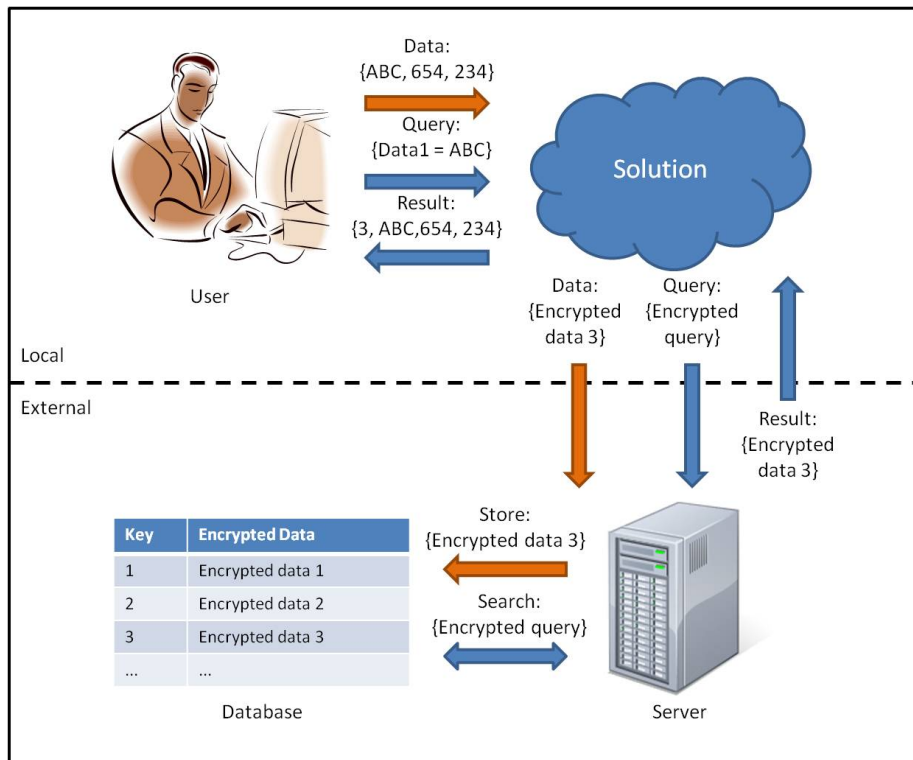 Data:
{ABC, 654, 234}
Query:
{Data1 = ABC}
Result:
{3, ABC,654, 234}
Solution
User
Data:
{Encrypted
data 3}
Query:
{Encrypted
query}
Local
External
Result:
{Encrypted
data 3}
Store:
{Encrypted data 3}
Search:
{Encrypted query}
Key Encrypted Data
1 Encrypted data 1
2 Encrypted data 2
3 Encrypted data 3
... ...
Database
Server